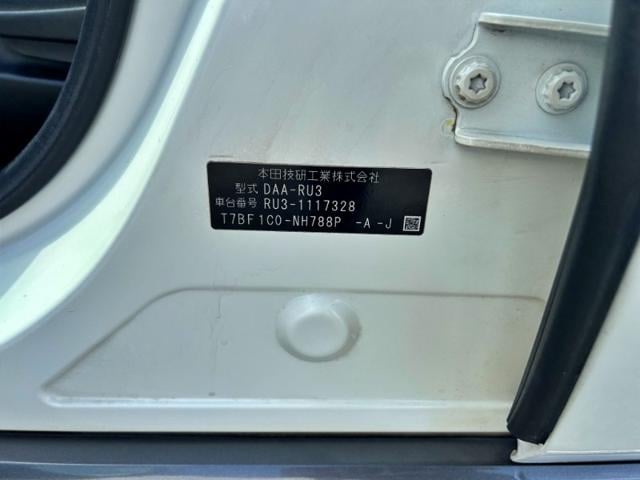 本田技研工業株式会社
型式 DAA-RU3
車台番号 RU3-1117328
T7BF1C0-NH788P -A-J